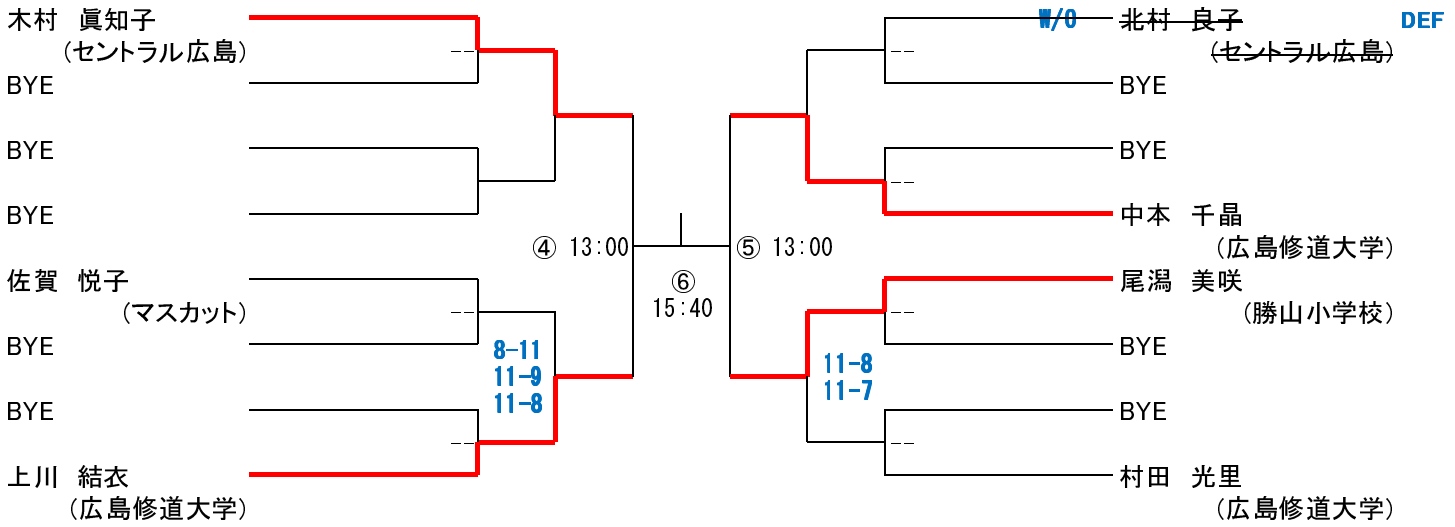 木村 眞知子
(セントラル広島)
BYE
BYE
BYE
佐賀 悦子
(マスカット)
BYE
BYE
上川 結衣
(広島修道大学)
8-11
11-9
11-8
④ 13:00
⑥
15:40
⑤ 13:00
11-8
11-7
W/O
北村 良子
DEF
(セントラル広島)
BYE
BYE
中本 千晶
(広島修道大学)
尾潟 美咲
(勝山小学校)
BYE
BYE
村田 光里
(広島修道大学)